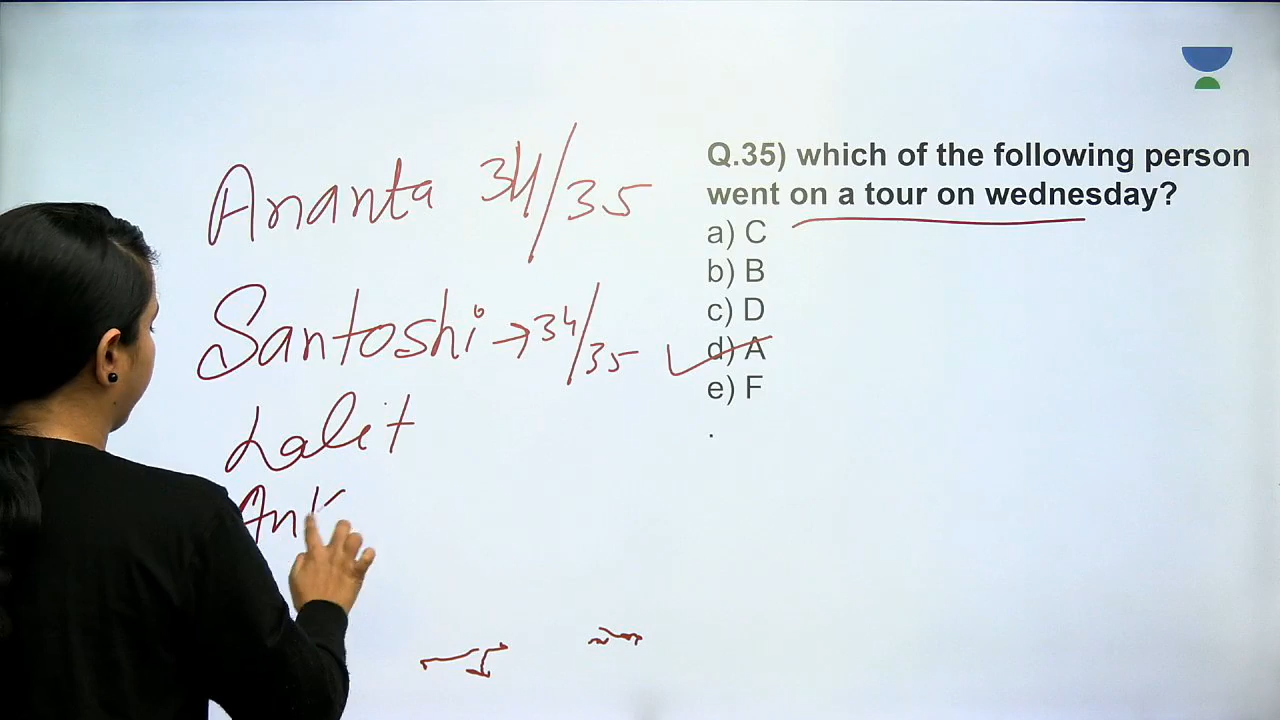 Ananta 34/35
Santoshi → 34/35
Lalit
Q.35) which of the following person
went on a tour on wednesday?
a) C
b) B
c) D
d) A
e) F
.